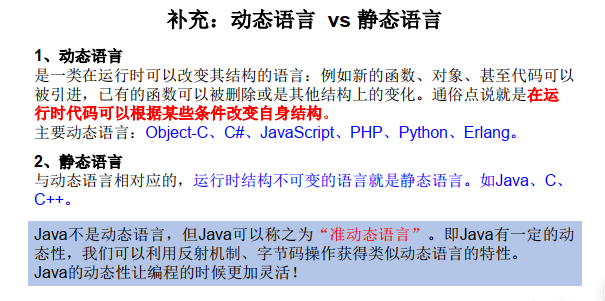 补充：动态语言 vs 静态语言
1、动态语言
是一类在运行时可以改变其结构的语言：例如新的函数、对象、甚至代码可以
被引进，已有的函数可以被删除或是其他结构上的变化。通俗点说就是在运
行时代码可以根据某些条件改变自身结构。
主要动态语言：Object-C、C#、JavaScript、PHP、Python、Erlang。
2、静态语言
与动态语言相对应的，运行时结构不可变的语言就是静态语言。如Java、C、
C++。
Java不是动态语言，但Java可以称之为“准动态语言”。即Java有一定的动
态性，我们可以利用反射机制、字节码操作获得类似动态语言的特性。
Java的动态性让编程的时候更加灵活！